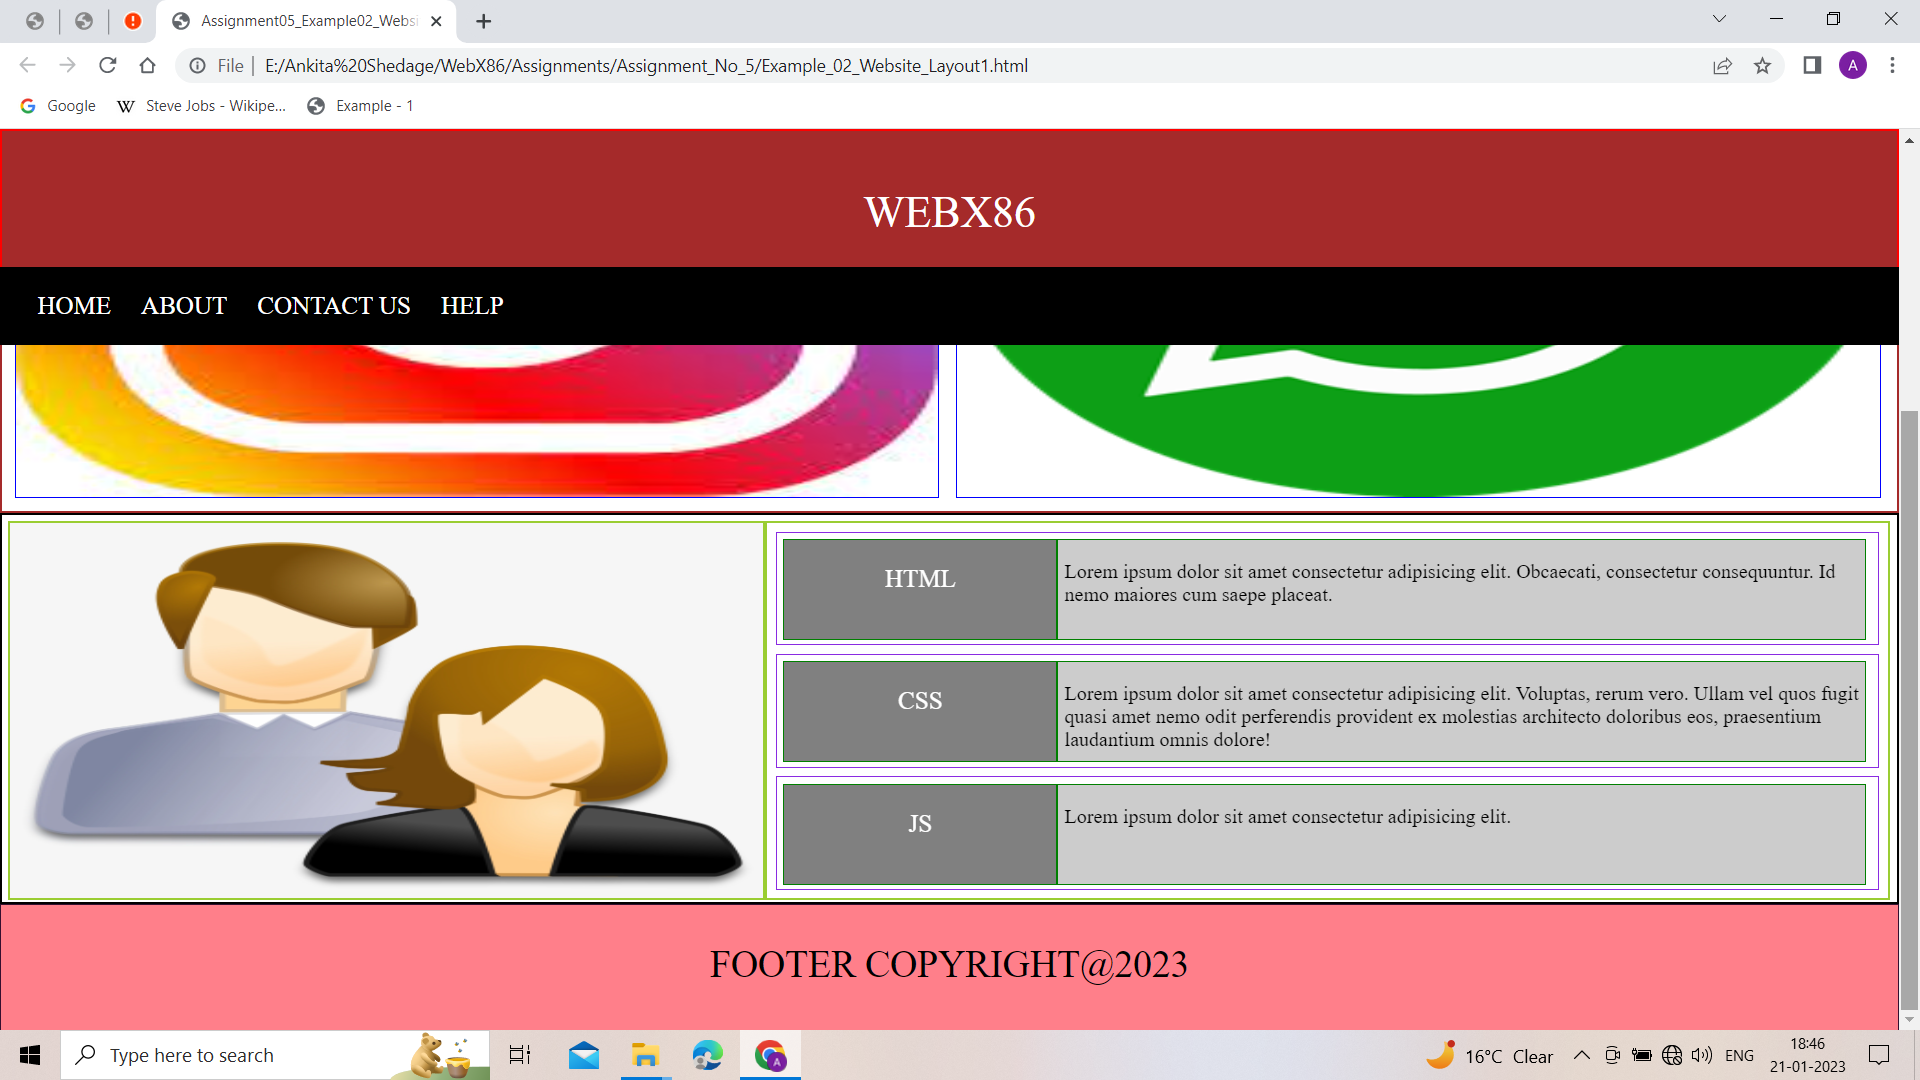 Assignment05_Example02_Websi
File | E:/Ankita%20Shedage/WebX86/Assignments/Assignment_No_5/Example_02_Website_Layout1.html
A
Google Steve Jobs - Wikipe... Example - 1
WEBX86
HOME ABOUT CONTACT US HELP
HTML
Lorem ipsum dolor sit amet consectetur adipisicing elit. Obcaecati, consectetur consequuntur. Id
nemo maiores cum saepe placeat.
CSS
Lorem ipsum dolor sit amet consectetur adipisicing elit. Voluptas, rerum vero. Ullam vel quos fugit
quasi amet nemo odit perferendis provident ex molestias architecto doloribus eos, praesentium
laudantium omnis dolore!
JS
Lorem ipsum dolor sit amet consectetur adipisicing elit.
FOOTER COPYRIGHT@2023
Type here to search
A
16°C Clear
ENG
18:46
21-01-2023